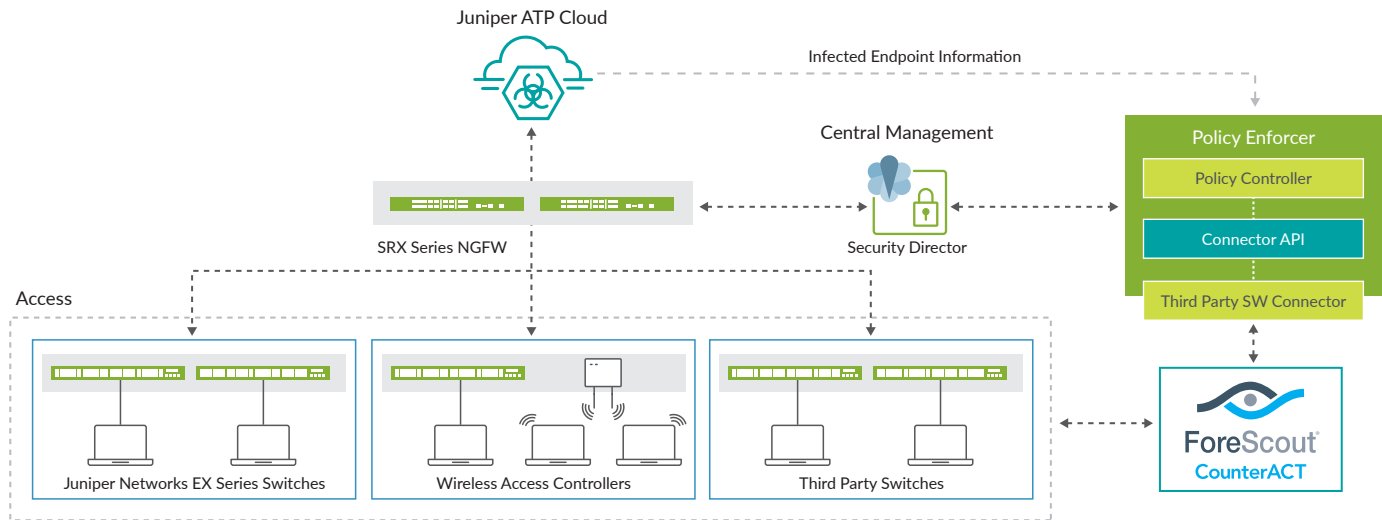 Juniper ATP Cloud
Infected Endpoint Information
Central Management
Policy Enforcer
Policy Controller
Connector API
Third Party SW Connector
SRX Series NGFW
Security Director
Access
Juniper Networks EX Series Switches
Wireless Access Controllers
Third Party Switches
ForeScout®
CounterACT